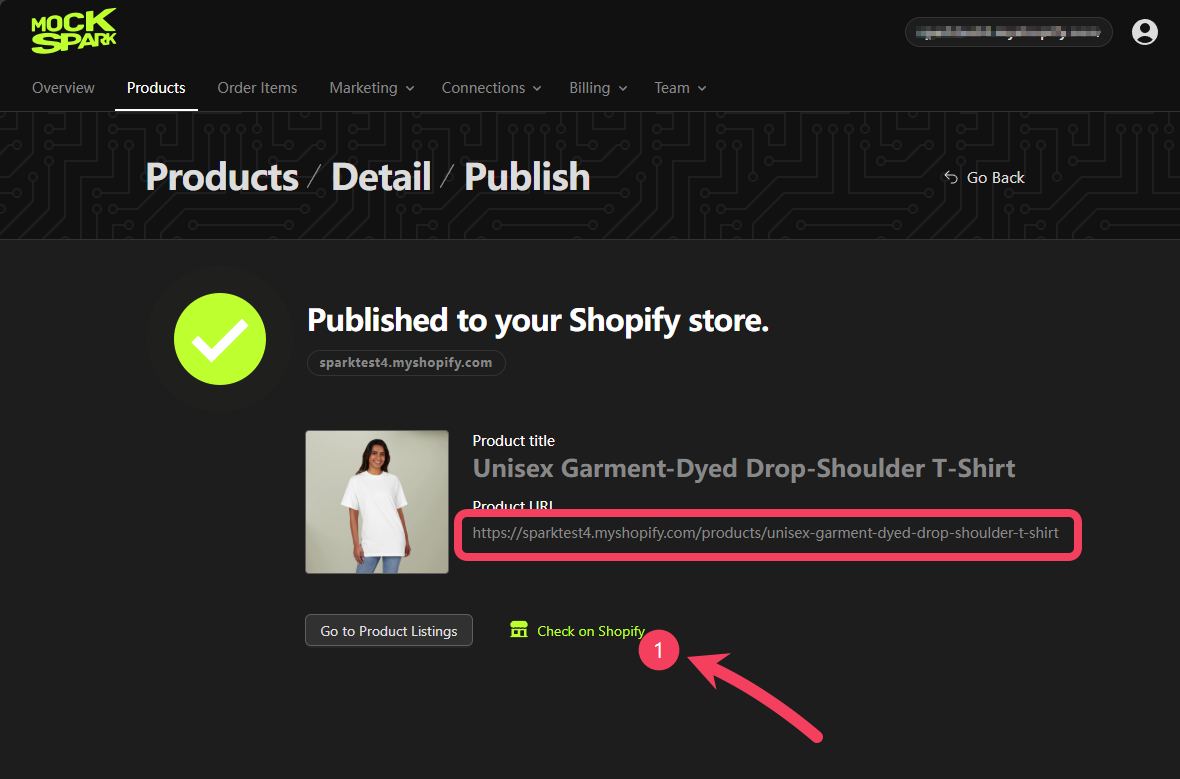 MOCK
SPARK
Overview
Products
Order Items
Marketing
Connections
Billing
Team
Products / Detail / Publish
Go Back
Published to your Shopify store.
sparktest4.myshopify.com
Product title
Unisex Garment-Dyed Drop-Shoulder T-Shirt
Product URL
https://sparktest4.myshopify.com/products/unisex-garment-dyed-drop-shoulder-t-shirt
Go to Product Listings
Check on Shopify
1